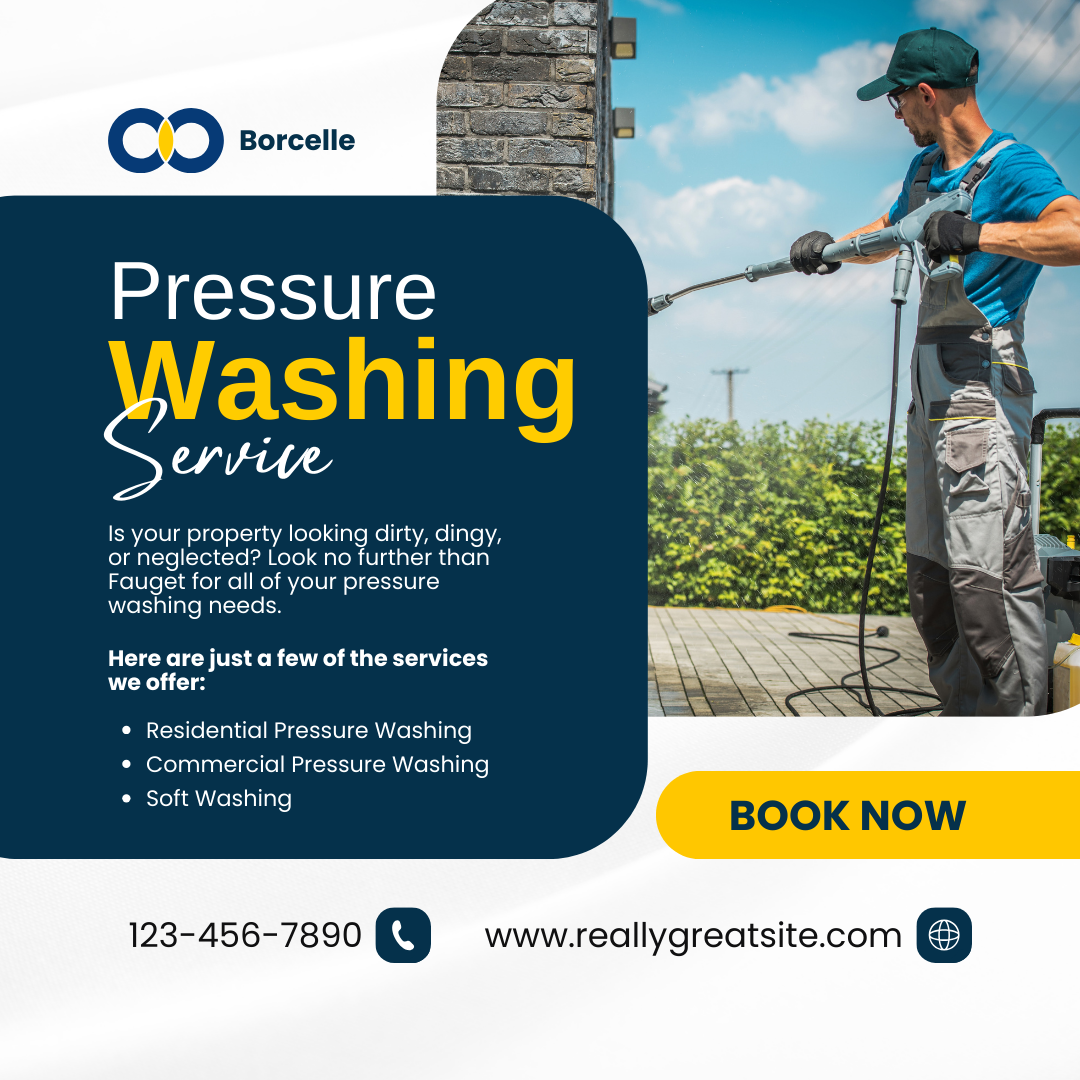 Borcelle
Pressure
Washing
Service
Is your property looking dirty, dingy,
or neglected? Look no further than
Fauget for all of your pressure
washing needs.
Here are just a few of the services
we offer:
• Residential Pressure Washing
• Commercial Pressure Washing
• Soft Washing
BOOK NOW
123-456-7890
www.reallygreatsite.com